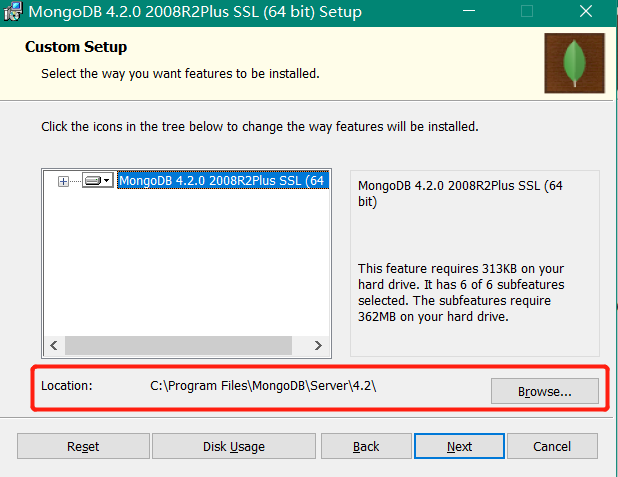 MongoDB 4.2.0 2008R2Plus SSL (64 bit) Setup
Custom Setup
Select the way you want features to be installed.
Click the icons in the tree below to change the way features will be installed.
MongoDB 4.2.0 2008R2Plus SSL (64
MongoDB 4.2.0 2008R2Plus SSL (64
bit)
This feature requires 313KB on your
hard drive. It has 6 of 6 subfeatures
selected. The subfeatures require
362MB on your hard drive.
Location: C:\Program Files\MongoDB\Server\4.2\
Browse...
Reset Disk Usage Back Next Cancel